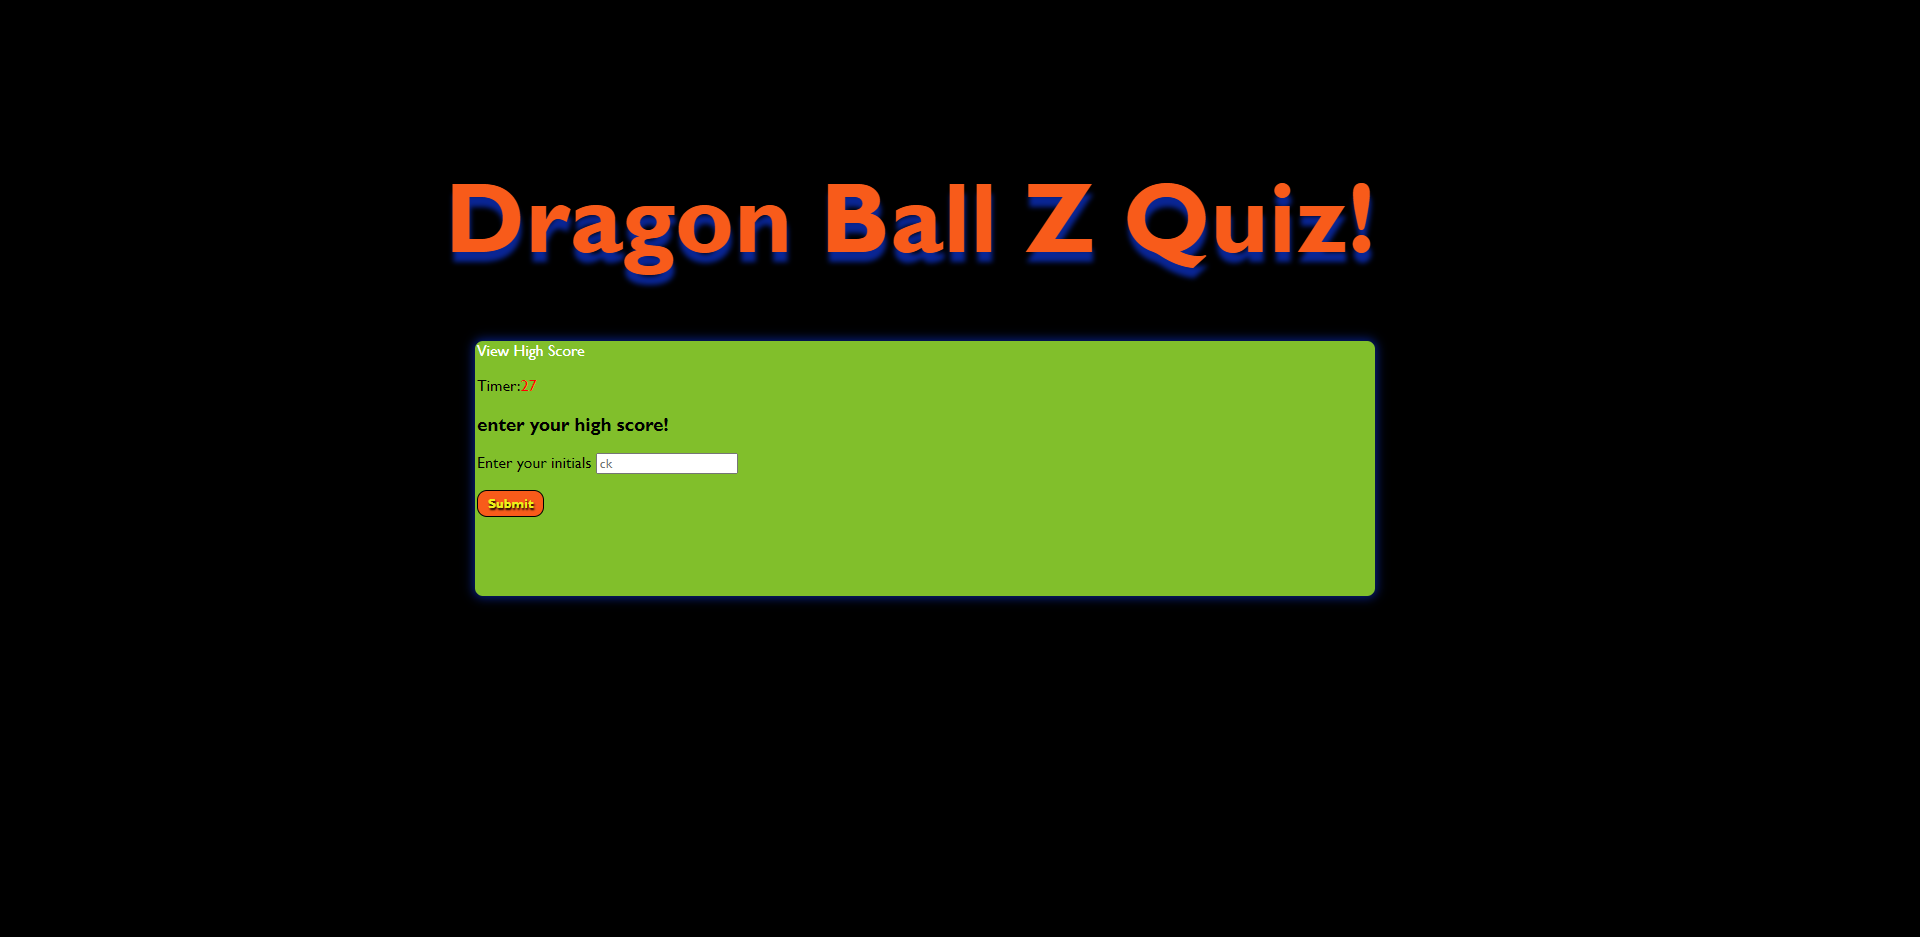 Dragon Ball Z Quiz!
View High Score
Timer:27
enter your high score!
Enter your initials ck
Submit